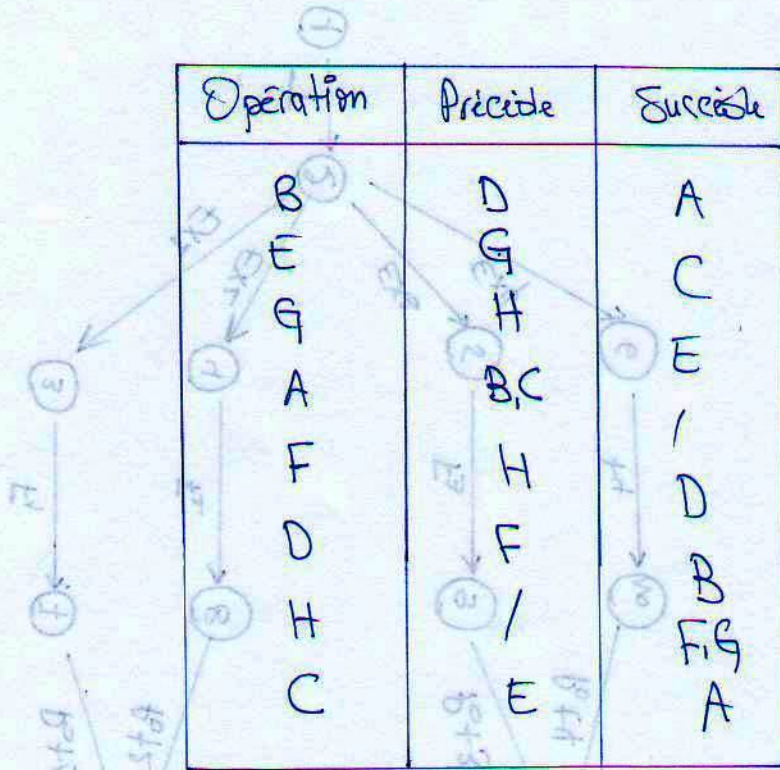 Opération Précède Succède
B D A
E G C
G H E
A B,C /
F H D
D F B
H / F,G
C E A